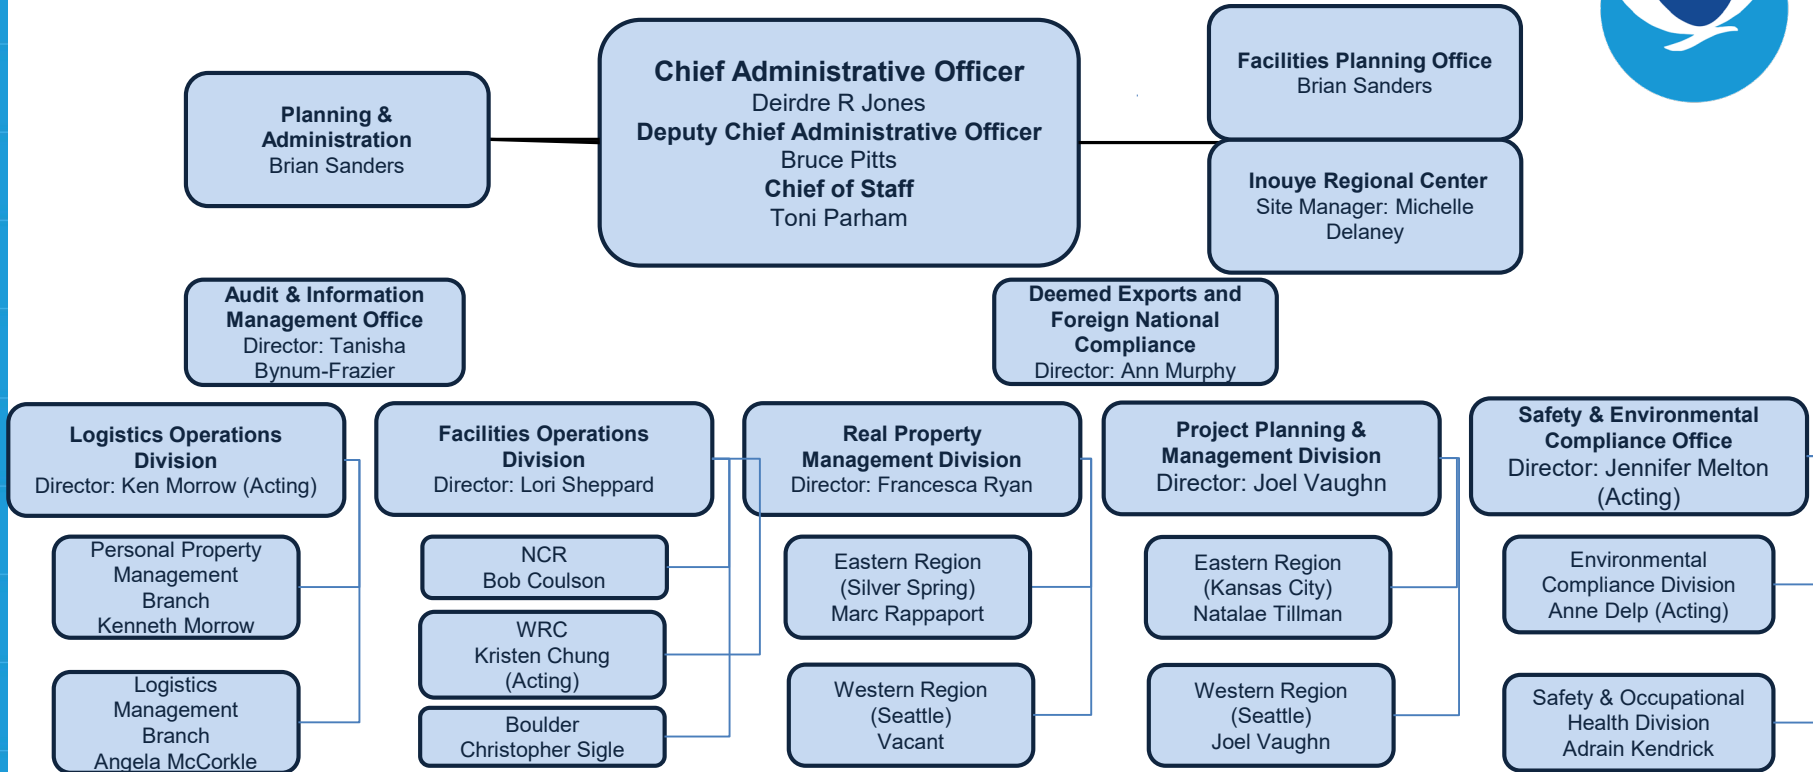 Chief Administrative Officer
Deirdre R Jones
Deputy Chief Administrative Officer
Bruce Pitts
Chief of Staff
Toni Parham
Planning &
Administration
Brian Sanders
Facilities Planning Office
Brian Sanders
Inouye Regional Center
Site Manager: Michelle
Delaney
Audit & Information
Management Office
Director: Tanisha
Bynum-Frazier
Deemed Exports and
Foreign National
Compliance
Director: Ann Murphy
Logistics Operations
Division
Director: Ken Morrow (Acting)
Personal Property
Management
Branch
Kenneth Morrow
Logistics
Management
Branch
Angela McCorkle
Facilities Operations
Division
Director: Lori Sheppard
NCR
Bob Coulson
WRC
Kristen Chung
(Acting)
Boulder
Christopher Sigle
Real Property
Management Division
Director: Francesca Ryan
Eastern Region
(Silver Spring)
Marc Rappaport
Western Region
(Seattle)
Vacant
Project Planning &
Management Division
Director: Joel Vaughn
Eastern Region
(Kansas City)
Natalae Tillman
Western Region
(Seattle)
Joel Vaughn
Safety & Environmental
Compliance Office
Director: Jennifer Melton
(Acting)
Environmental
Compliance Division
Anne Delp (Acting)
Safety & Occupational
Health Division
Adrain Kendrick